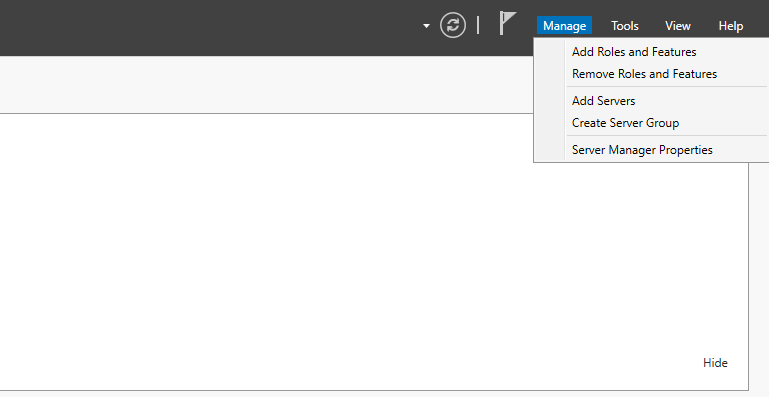 Manage Tools View Help
Add Roles and Features
Remove Roles and Features
Add Servers
Create Server Group
Server Manager Properties
Hide